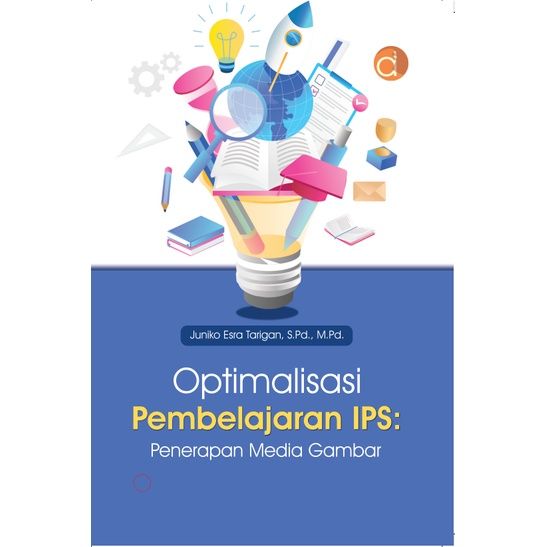 Juniko Esra Tarigan, S.Pd., M.Pd.
Optimalisasi
Pembelajaran IPS:
Penerapan Media Gambar